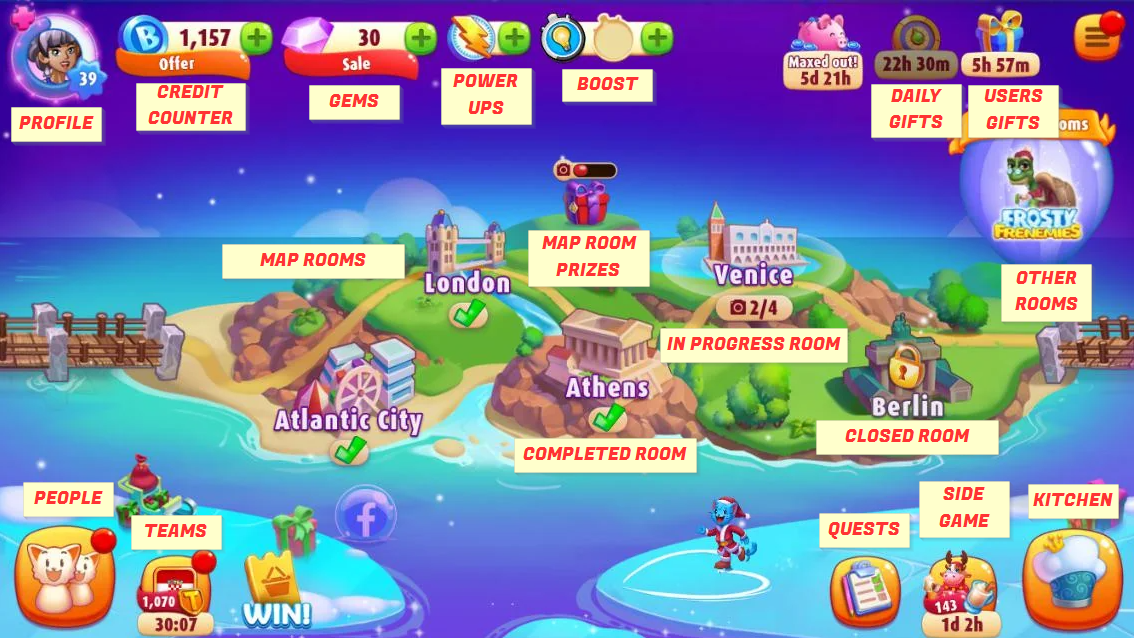 B 1,157
Offer
30
Sale
39
Maxed out!
5d 21h
22h 30m
5h 57m
PROFILE
CREDIT
COUNTER
GEMS
POWER
UPS
BOOST
DAILY
GIFTS
USERS
GIFTS
oms
FROSTY
FRENEMIES
OTHER
ROOMS
MAP ROOMS
MAP ROOM
PRIZES
London
Venice
2/4
IN PROGRESS ROOM
Athens
Atlantic City
Berlin
COMPLETED ROOM
CLOSED ROOM
PEOPLE
TEAMS
f
QUESTS
SIDE
GAME
KITCHEN
1,070
T
30:07
WIN!
143
1d 2h